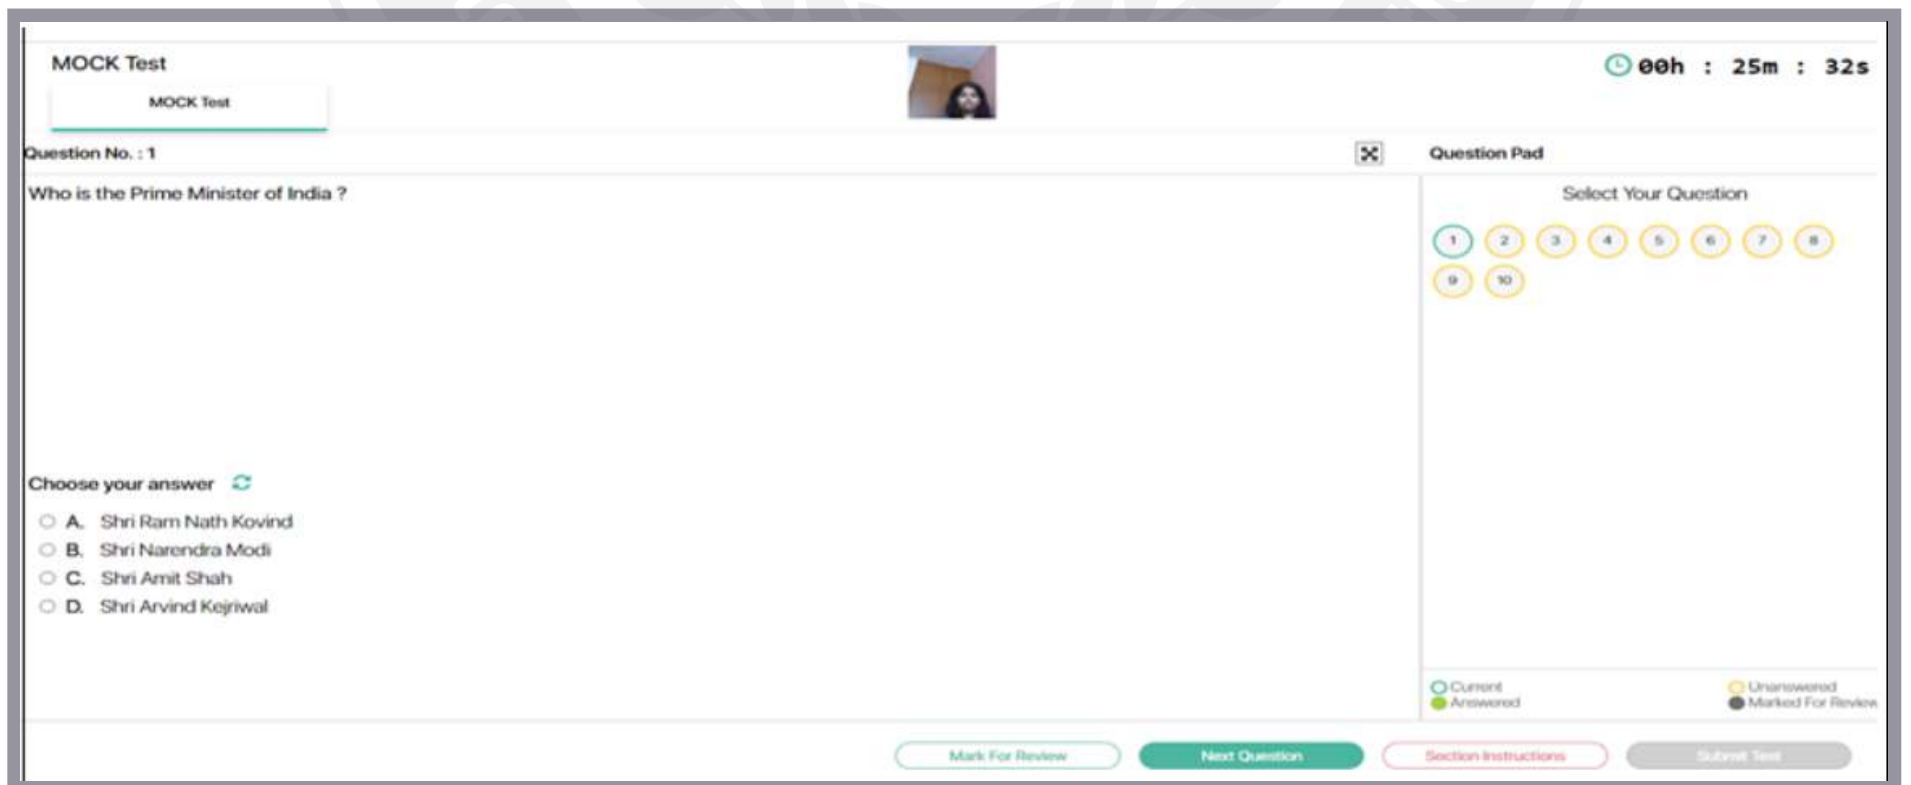 MOCK Test
00h : 25m : 32s
MOCK Test
Question No. : 1
Question Pad
Who is the Prime Minister of India ?
Select Your Question
1 2 3 4 5 6 7 8
9 10
Choose your answer
A. Shri Ram Nath Kovind
B. Shri Narendra Modi
C. Shri Amit Shah
D. Shri Arvind Kejriwal
Current Unanswered
Answered Marked For Review
Mark For Review Next Question Section Instructions Submit Test